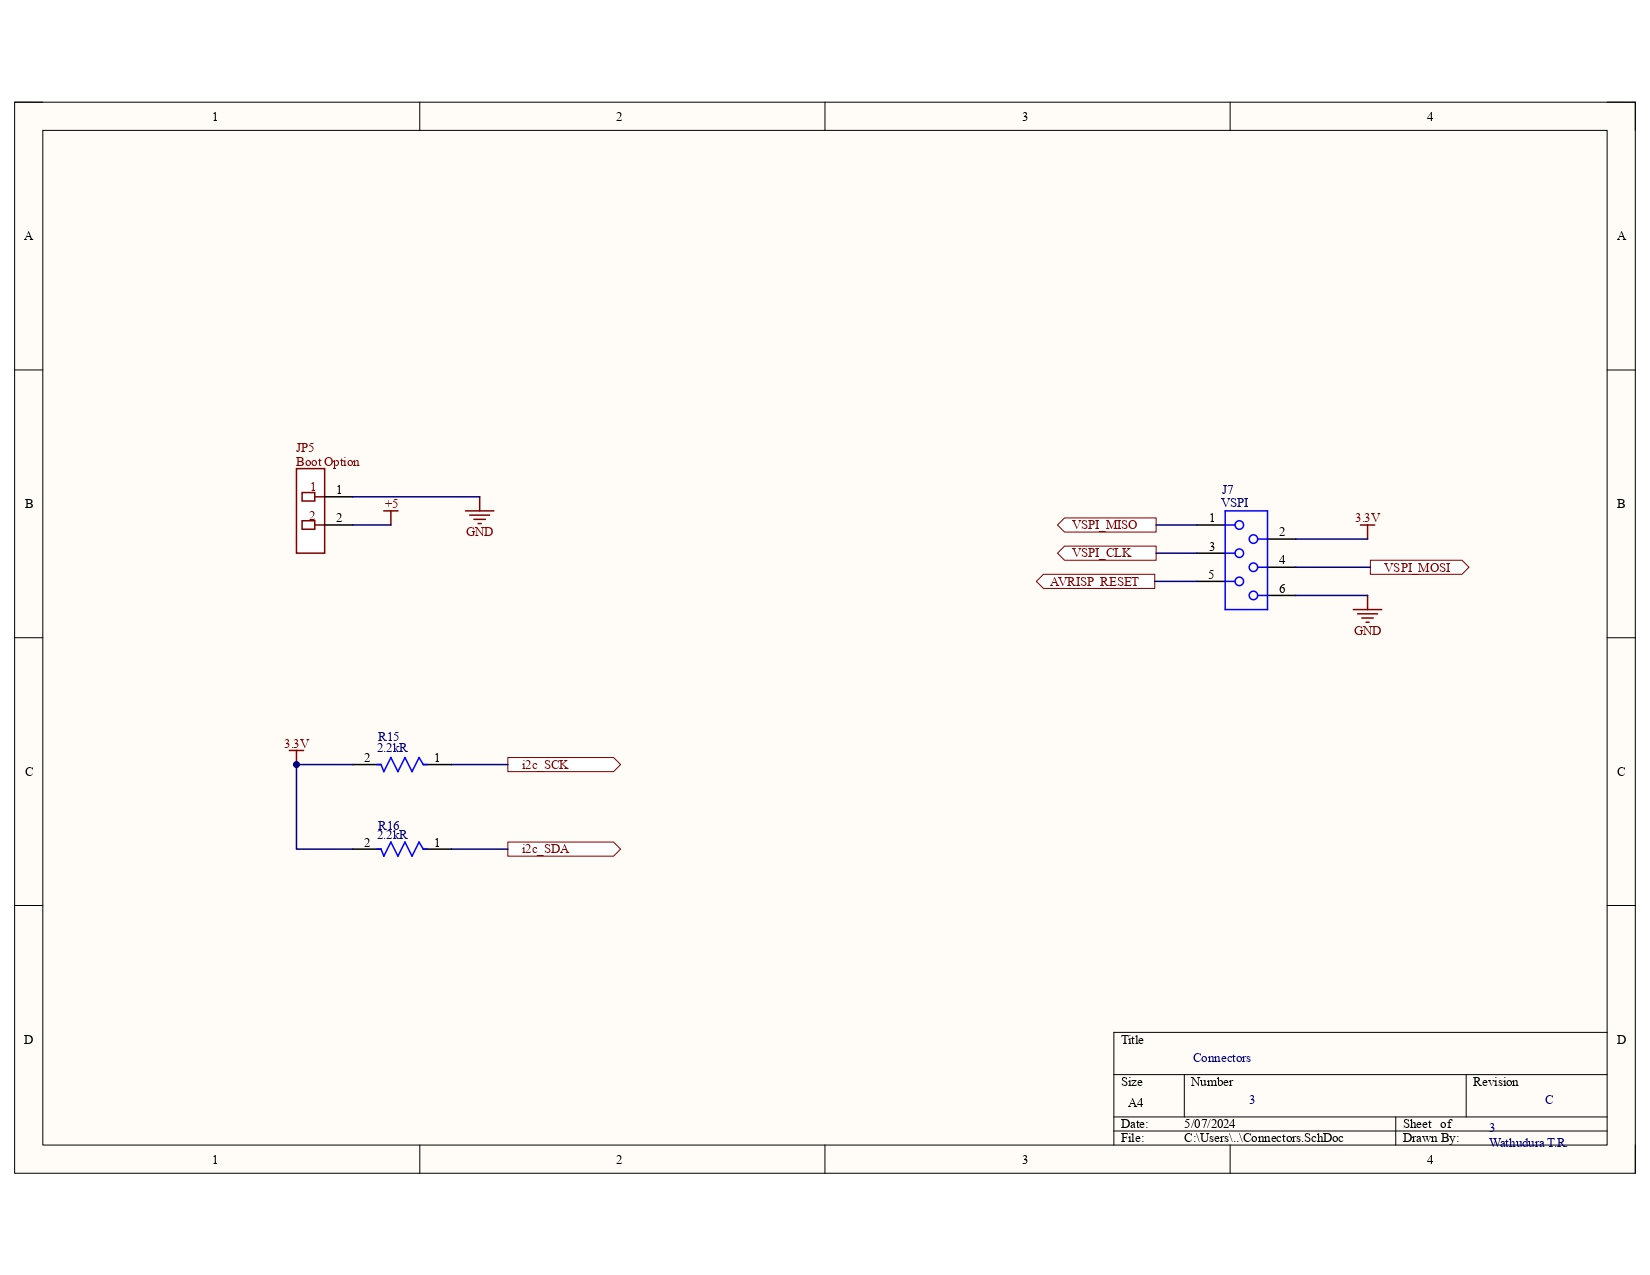 1 2 3 4
A A
JP5
Boot Option
1 1
+5
2 2
GND
B B
J7
VSPI
VSPI_MISO 1
2 3.3V
VSPI_CLK 3
4 VSPI_MOSI
AVRISP_RESET 5
6
GND
R15
2.2kR
3.3V
2 1 i2c_SCK
C C
R16
2.2kR
2 1 i2c_SDA
D D
Title
Connectors
Size Number Revision
A4 3 C
Date: 5/07/2024 Sheet of 3
File: C:\Users\..\Connectors.SchDoc Drawn By: Wathudura T.R.
1 2 3 4